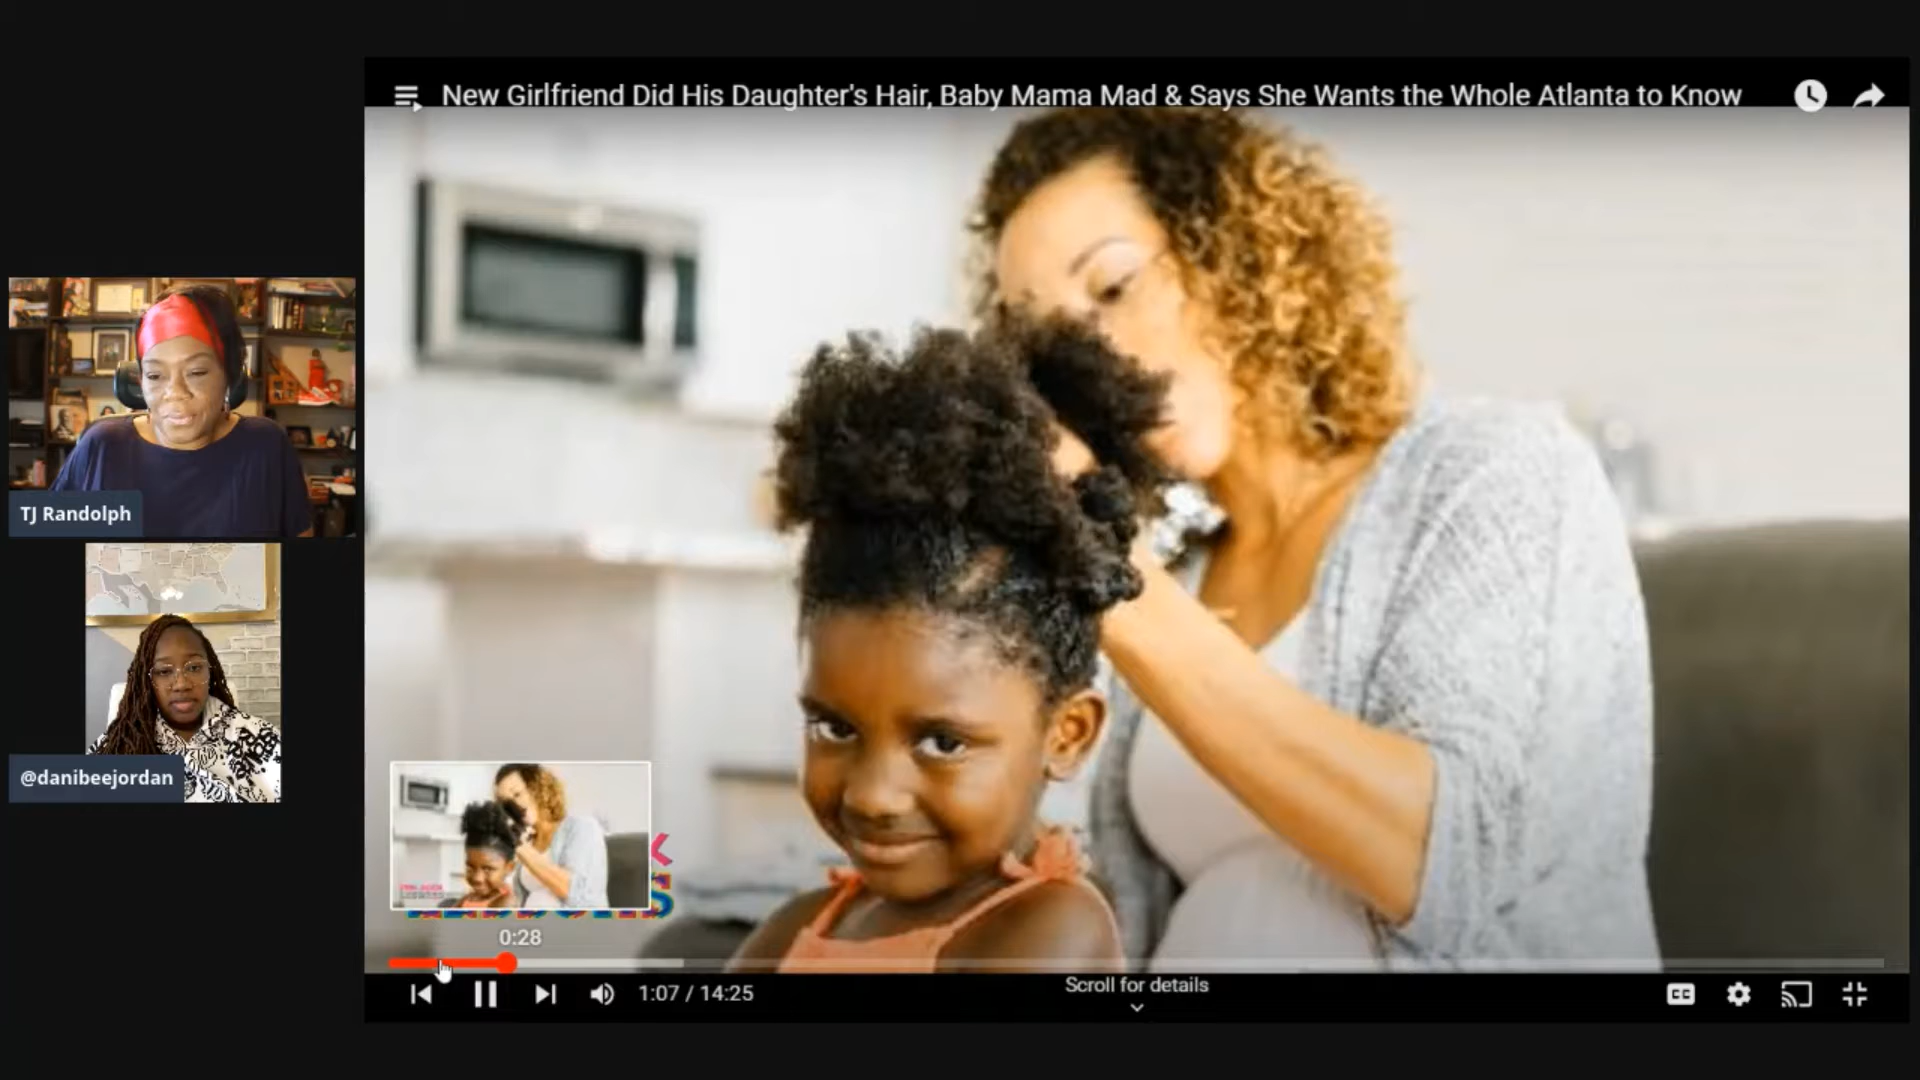 New Girlfriend Did His Daughter's Hair, Baby Mama Mad & Says She Wants the Whole Atlanta to Know
TJ Randolph
@danibeejordan
0:28
1:07 / 14:25
Scroll for details
CC